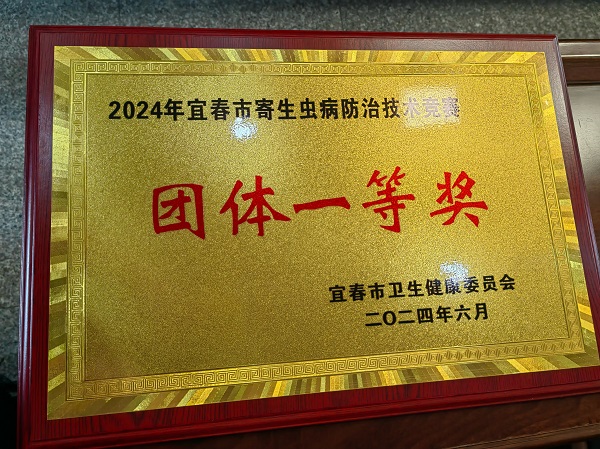 2024年宜春市寄生虫病防治技术竞赛
团体一等奖
宜春市卫生健康委员会
二〇二四年六月